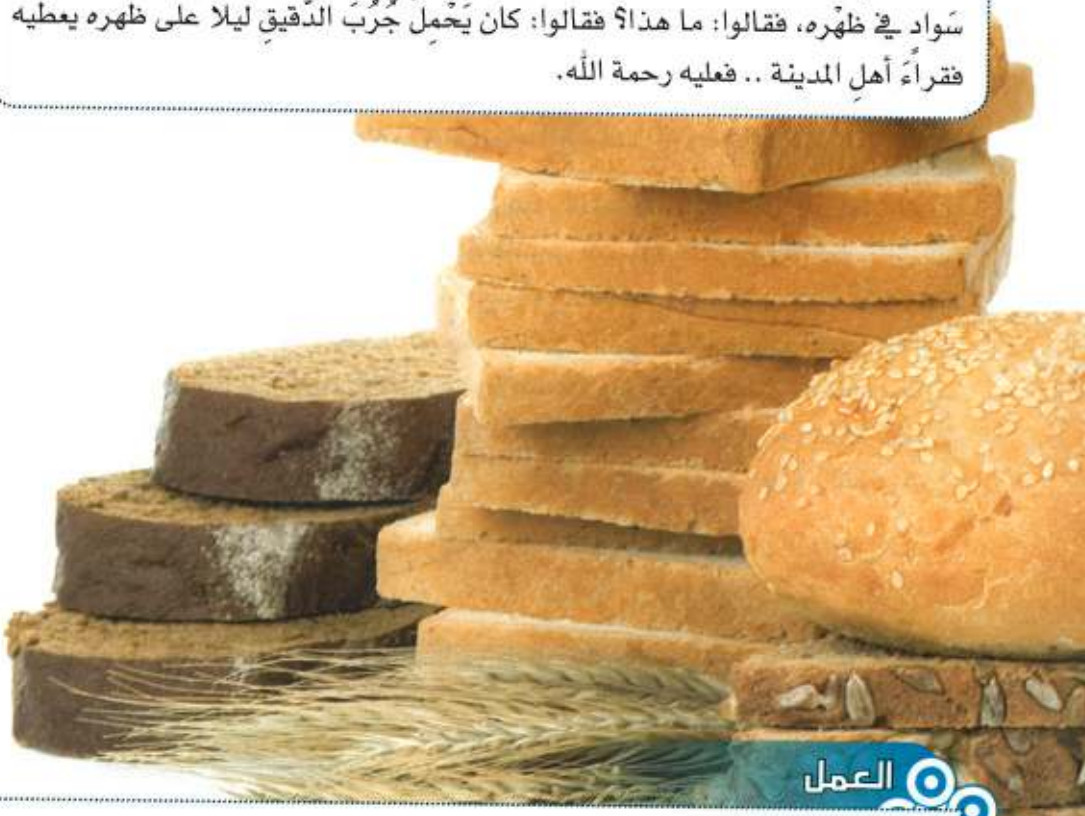 سَواد في ظهْره، فقالوا: ما هذا؟ فقالوا: كان يَحْمِلُ جُرُبَ الدَّقيقِ ليلا على ظهره يعطيه
فقراءَ أهلِ المدينة .. فعليه رحمة الله.
العمل